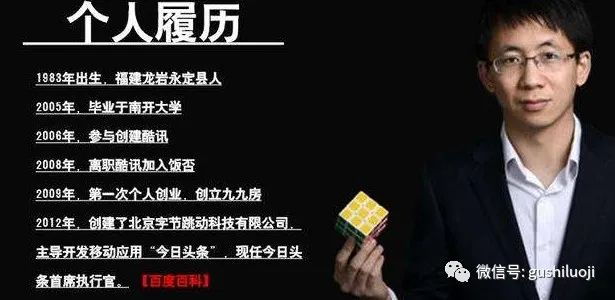 个人履历
1983年出生，福建龙岩永定县人
2005年，毕业于南开大学
2006年，参与创建酷讯
2008年，离职酷讯加入饭否
2009年，第一次个人创业，创立九九房
2012年，创建了北京字节跳动科技有限公司，
主导开发移动应用“今日头条”，现任今日头
条首席执行官。【百度百科】
微信号: gushiluoji